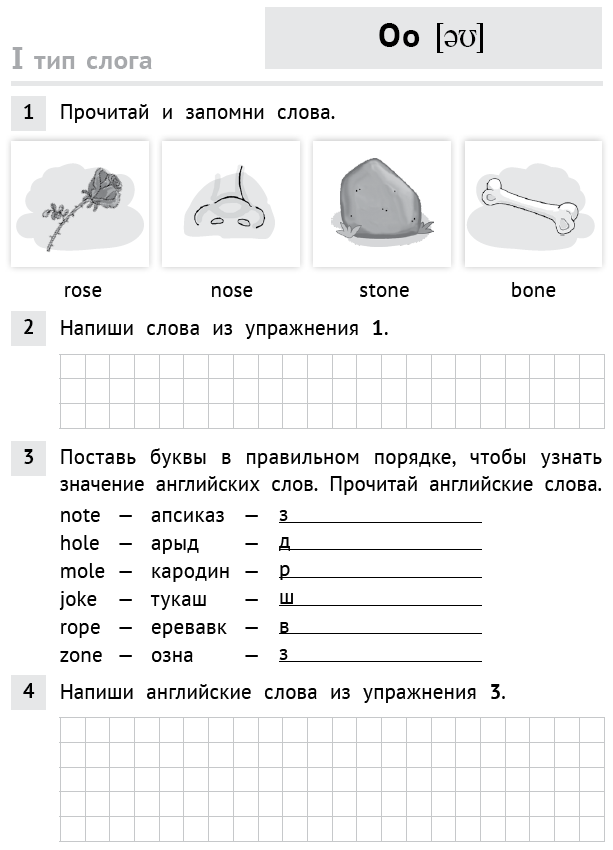 Оо [əʊ]
I тип слога
1 Прочитай и запомни слова.
rose nose stone bone
2 Напиши слова из упражнения 1.
3 Поставь буквы в правильном порядке, чтобы узнать
значение английских слов. Прочитай английские слова.
note — апсиказ — з
hole — арыд — д
mole — кародин — р
joke — тукаш — ш
rope — еревавк — в
zone — озна — з
4 Напиши английские слова из упражнения 3.